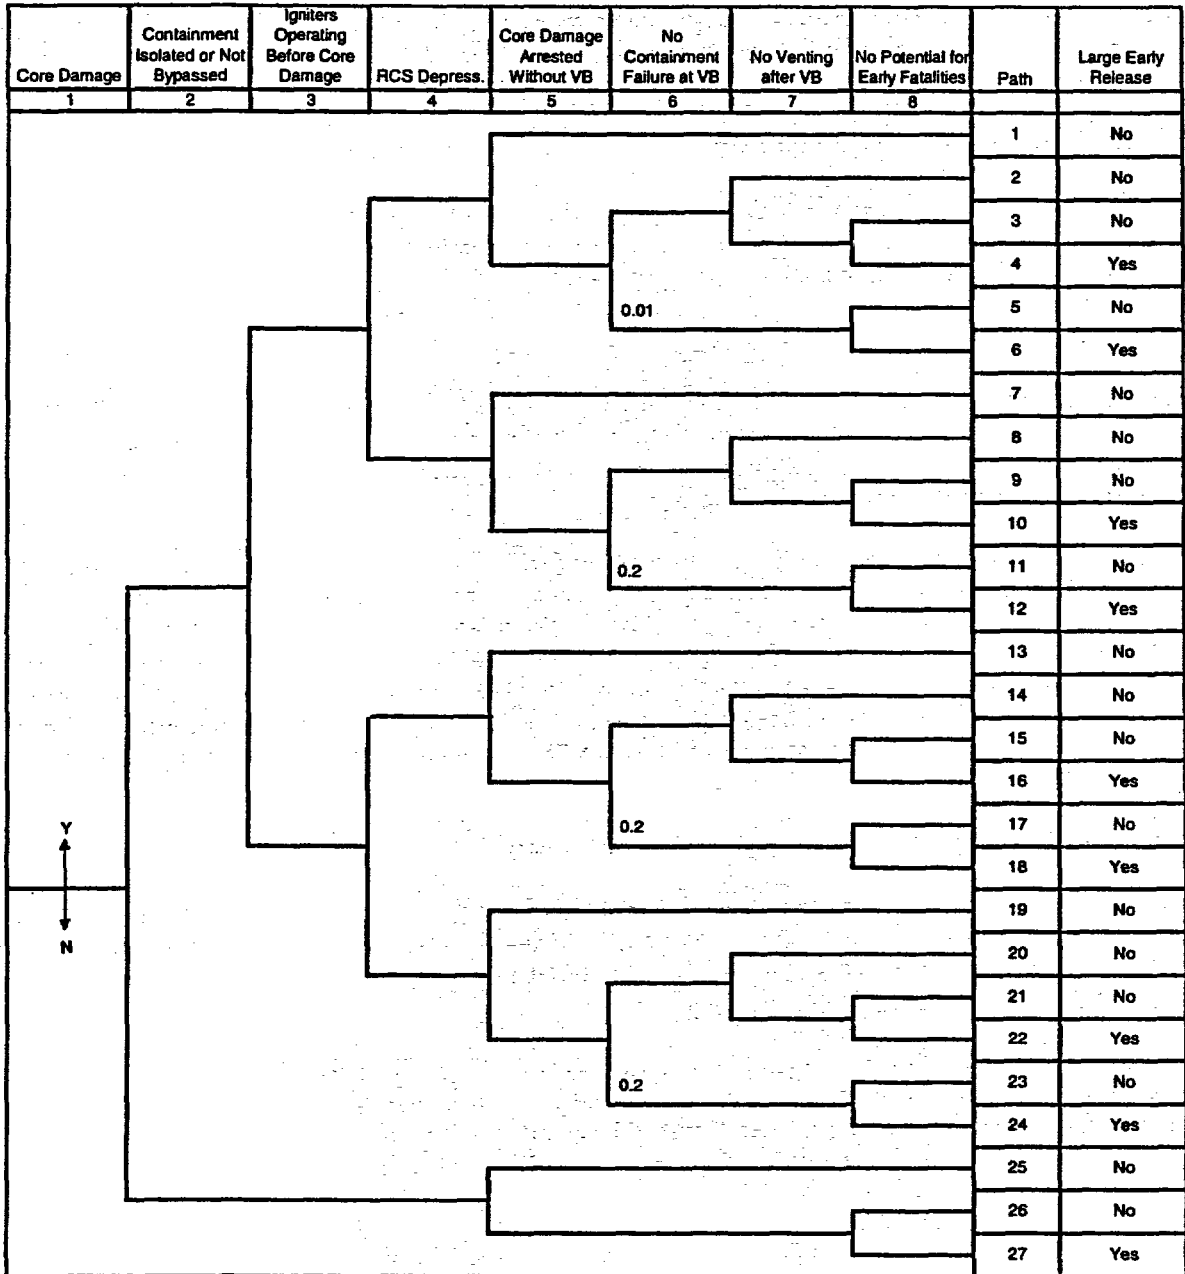 Core Damage
Containment
Isolated or Not
Bypassed
Igniters
Operating
Before Core
Damage
RCS Depress.
Core Damage
Arrested
Without VB
No
Containment
Failure at VB
No Venting
after VB
No Potential for
Early Fatalities
Path
Large Early
Release
1 2 3 4 5 6 7 8
1 No
2 No
3 No
4 Yes
0.01
5 No
6 Yes
7 No
8 No
9 No
10 Yes
0.2
11 No
12 Yes
13 No
14 No
15 No
16 Yes
0.2
17 No
Y
18 Yes
19 No
N
20 No
21 No
22 Yes
0.2
23 No
24 Yes
25 No
26 No
27 Yes